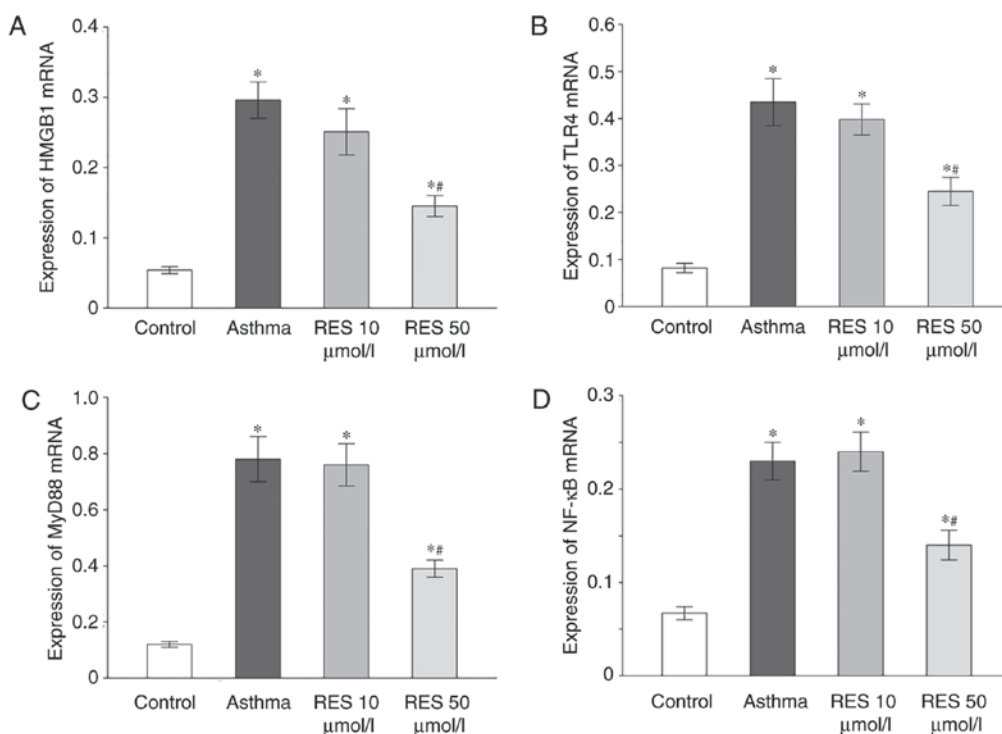 A
Expression of HMGB1 mRNA
0.4
0.3
0.2
0.1
0
*
*
*#
Control
Asthma
RES 10
μmol/l
RES 50
μmol/l
B
Expression of TLR4 mRNA
0.6
0.5
0.4
0.3
0.2
0.1
0
*
*
*#
Control
Asthma
RES 10
μmol/l
RES 50
μmol/l
C
Expression of MyD88 mRNA
1.0
0.8
0.6
0.4
0.2
0
*
*
*#
Control
Asthma
RES 10
μmol/l
RES 50
μmol/l
D
Expression of NF-κB mRNA
0.3
0.2
0.1
0
*
*
*#
Control
Asthma
RES 10
μmol/l
RES 50
μmol/l